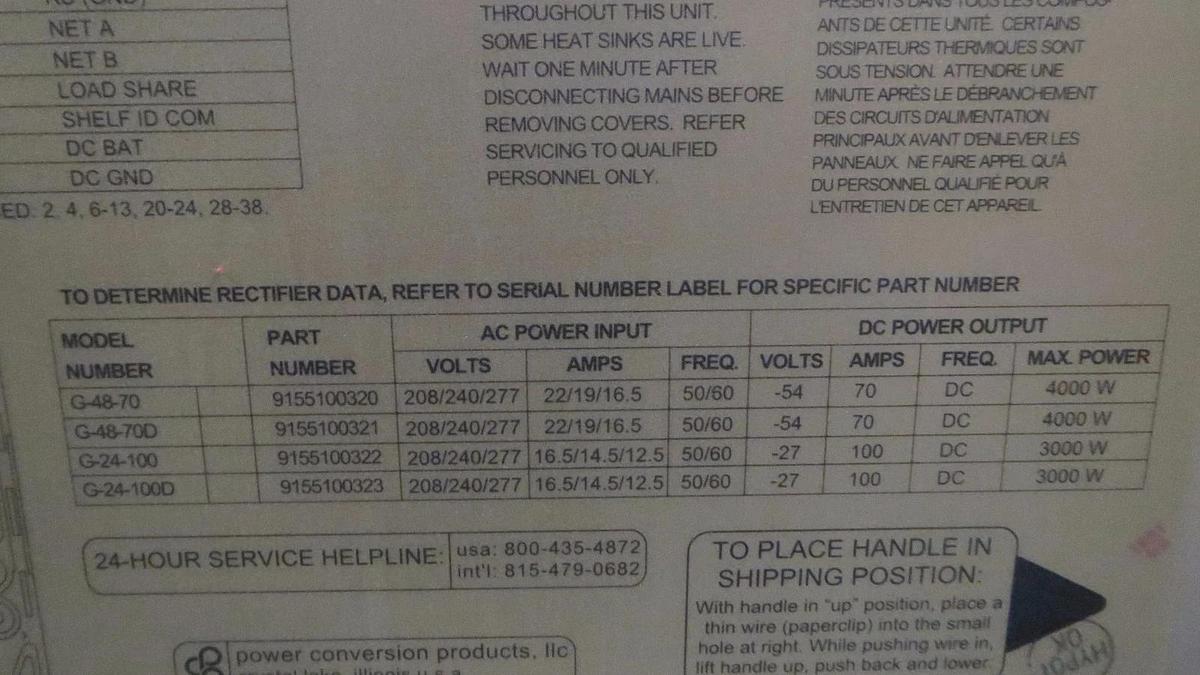 NET A
NET B
LOAD SHARE
SHELF ID COM
DC BAT
DC GND
ED: 2, 4, 6-13, 20-24, 28-38.
THROUGHOUT THIS UNIT.
SOME HEAT SINKS ARE LIVE.
WAIT ONE MINUTE AFTER
DISCONNECTING MAINS BEFORE
REMOVING COVERS. REFER
SERVICING TO QUALIFIED
PERSONNEL ONLY.
PRÉSENTS DANS TOUS LES COMPOS-
ANTS DE CETTE UNITÉ. CERTAINS
DISSIPATEURS THERMIQUES SONT
SOUS TENSION. ATTENDRE UNE
MINUTE APRÈS LE DÉBRANCHEMENT
DES CIRCUITS D'ALIMENTATION
PRINCIPAUX AVANT D'ENLEVER LES
PANNEAUX. NE FAIRE APPEL QU'À
DU PERSONNEL QUALIFIÉ POUR
L'ENTRETIEN DE CET APPAREIL.
TO DETERMINE RECTIFIER DATA, REFER TO SERIAL NUMBER LABEL FOR SPECIFIC PART NUMBER
MODEL NUMBER PART NUMBER AC POWER INPUT DC POWER OUTPUT
VOLTS AMPS FREQ. VOLTS AMPS FREQ. MAX. POWER
G-48-70 9155100320 208/240/277 22/19/16.5 50/60 -54 70 DC 4000 W
G-48-70D 9155100321 208/240/277 22/19/16.5 50/60 -54 70 DC 4000 W
G-24-100 9155100322 208/240/277 16.5/14.5/12.5 50/60 -27 100 DC 3000 W
G-24-100D 9155100323 208/240/277 16.5/14.5/12.5 50/60 -27 100 DC 3000 W
24-HOUR SERVICE HELPLINE: usa: 800-435-4872
int'l: 815-479-0682
power conversion products, llc
crystal lake, illinois u.s.a.
TO PLACE HANDLE IN
SHIPPING POSITION:
With handle in "up" position, place a
thin wire (paperclip) into the small
hole at right. While pushing wire in,
lift handle up, push back and lower.
HYPOT
OK